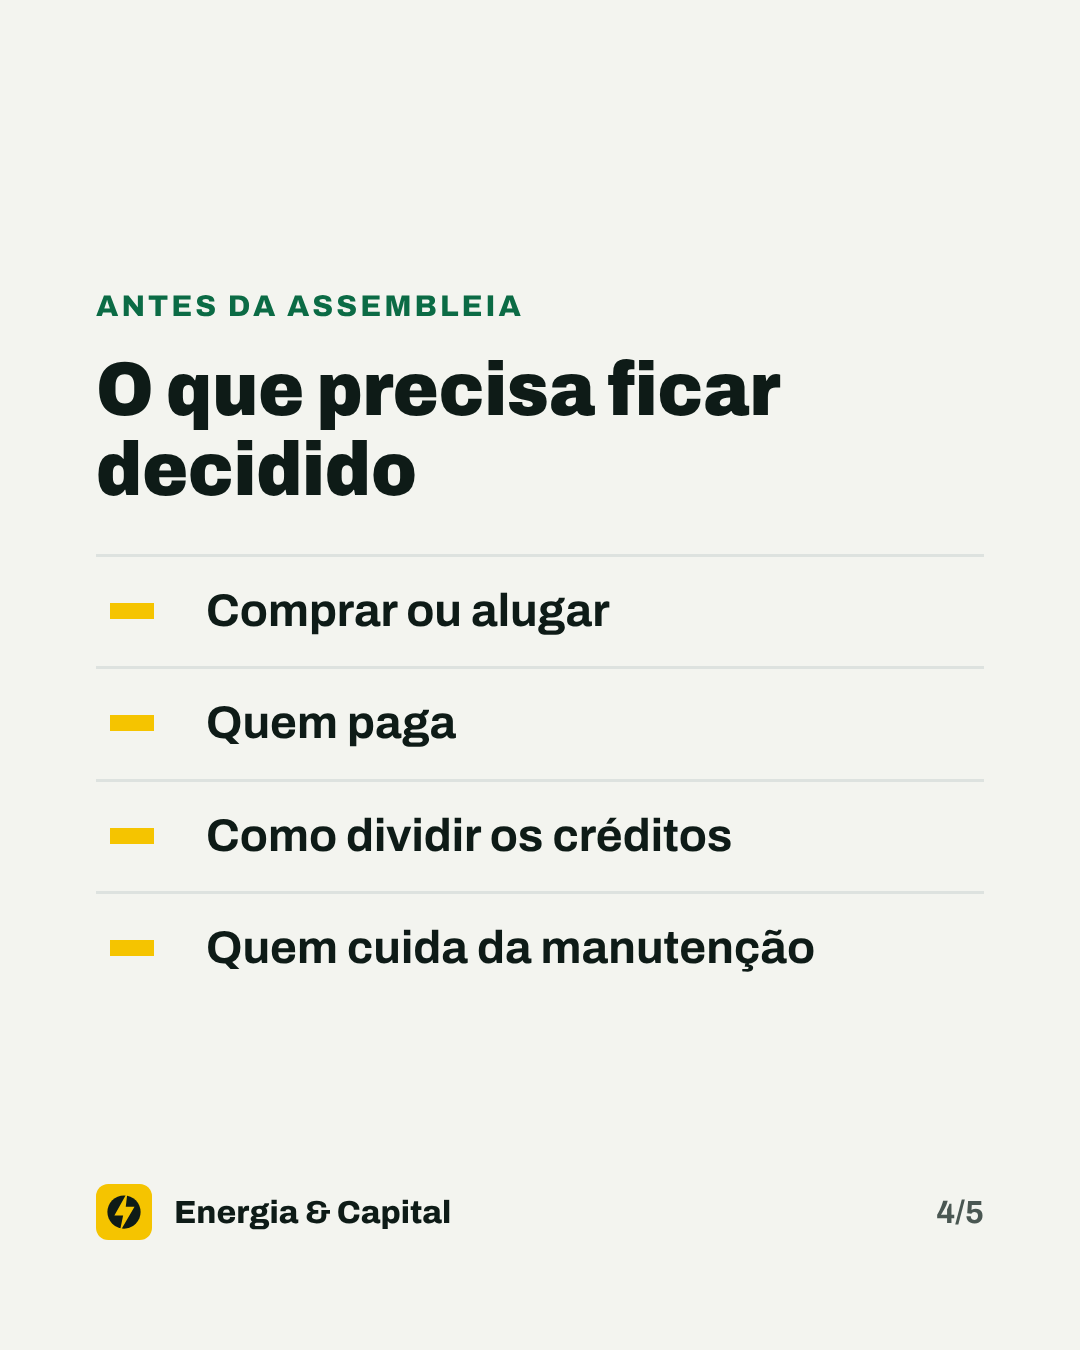 ANTES DA ASSEMBLEIA
O que precisa ficar
decidido
Comprar ou alugar
Quem paga
Como dividir os créditos
Quem cuida da manutenção
Energia & Capital
4/5